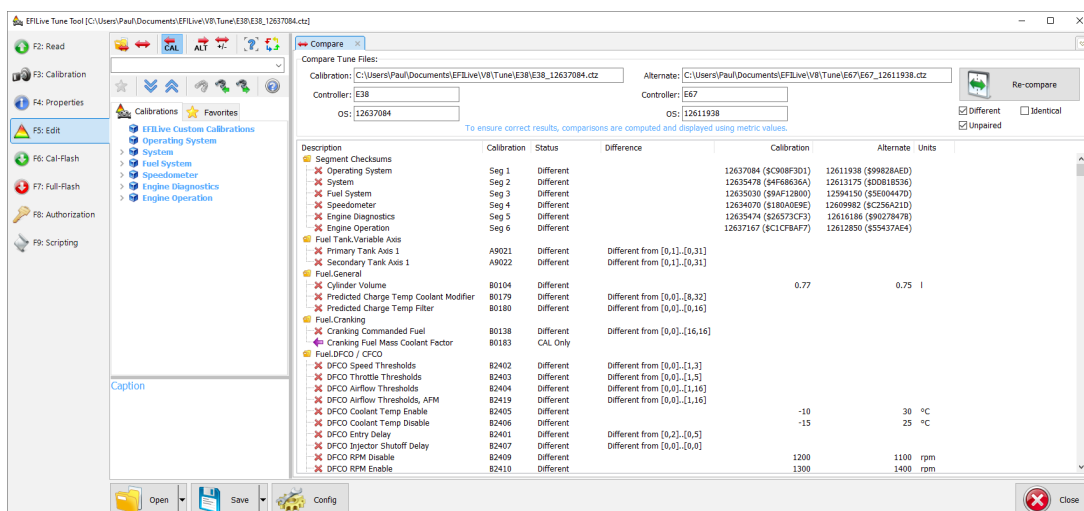 EFILive Tune Tool [C:\Users\Paul\Documents\EFILive\V8\Tune\E38\E38_12637084.ctz]
F2: Read
F3: Calibration
F4: Properties
F5: Edit
F6: Cal-Flash
F7: Full-Flash
F8: Authorization
F9: Scripting
CAL
ALT
+/-
Calibrations
Favorites
EFILive Custom Calibrations
Operating System
System
Fuel System
Speedometer
Engine Diagnostics
Engine Operation
Caption
Compare
Compare Tune Files:
Calibration: C:\Users\Paul\Documents\EFILive\V8\Tune\E38\E38_12637084.ctz Alternate: C:\Users\Paul\Documents\EFILive\V8\Tune\E67\E67_12611938.ctz
Controller: E38 Controller: E67
OS: 12637084 OS: 12611938
Re-compare
Different Identical
Unpaired
To ensure correct results, comparisons are computed and displayed using metric values.
Description Calibration Status Difference Calibration Alternate Units
Segment Checksums
Operating System Seg 1 Different 12637084 ($C908F3D1) 12611938 ($99828AED)
System Seg 2 Different 12635478 ($4F68636A) 12613175 ($DDB1B536)
Fuel System Seg 3 Different 12635030 ($9AF12B00) 12594150 ($5E00447D)
Speedometer Seg 4 Different 12634070 ($180A0E9E) 12609982 ($C256A21D)
Engine Diagnostics Seg 5 Different 12635474 ($26573CF3) 12616186 ($9027847B)
Engine Operation Seg 6 Different 12637167 ($C1CFBAF7) 12612850 ($55437AE4)
Fuel Tank.Variable Axis
Primary Tank Axis 1 A9021 Different Different from [0,1]..[0,31]
Secondary Tank Axis 1 A9022 Different Different from [0,1]..[0,31]
Fuel.General
Cylinder Volume B0104 Different 0.77 0.75 l
Predicted Charge Temp Coolant Modifier B0179 Different Different from [0,0]..[8,32]
Predicted Charge Temp Filter B0180 Different Different from [0,0]..[0,16]
Fuel.Cranking
Cranking Commanded Fuel B0138 Different Different from [0,0]..[16,16]
Cranking Fuel Mass Coolant Factor B0183 CAL Only
Fuel.DFCO / CFCO
DFCO Speed Thresholds B2402 Different Different from [0,0]..[1,3]
DFCO Throttle Thresholds B2403 Different Different from [0,0]..[1,5]
DFCO Airflow Thresholds B2404 Different Different from [0,0]..[1,16]
DFCO Airflow Thresholds, AFM B2419 Different Different from [0,0]..[1,16]
DFCO Coolant Temp Enable B2405 Different -10 30 °C
DFCO Coolant Temp Disable B2406 Different -15 25 °C
DFCO Entry Delay B2401 Different Different from [0,2]..[0,5]
DFCO Injector Shutoff Delay B2407 Different Different from [0,0]..[0,0]
DFCO RPM Disable B2409 Different 1200 1100 rpm
DFCO RPM Enable B2410 Different 1300 1400 rpm
Open
Save
Config
Close